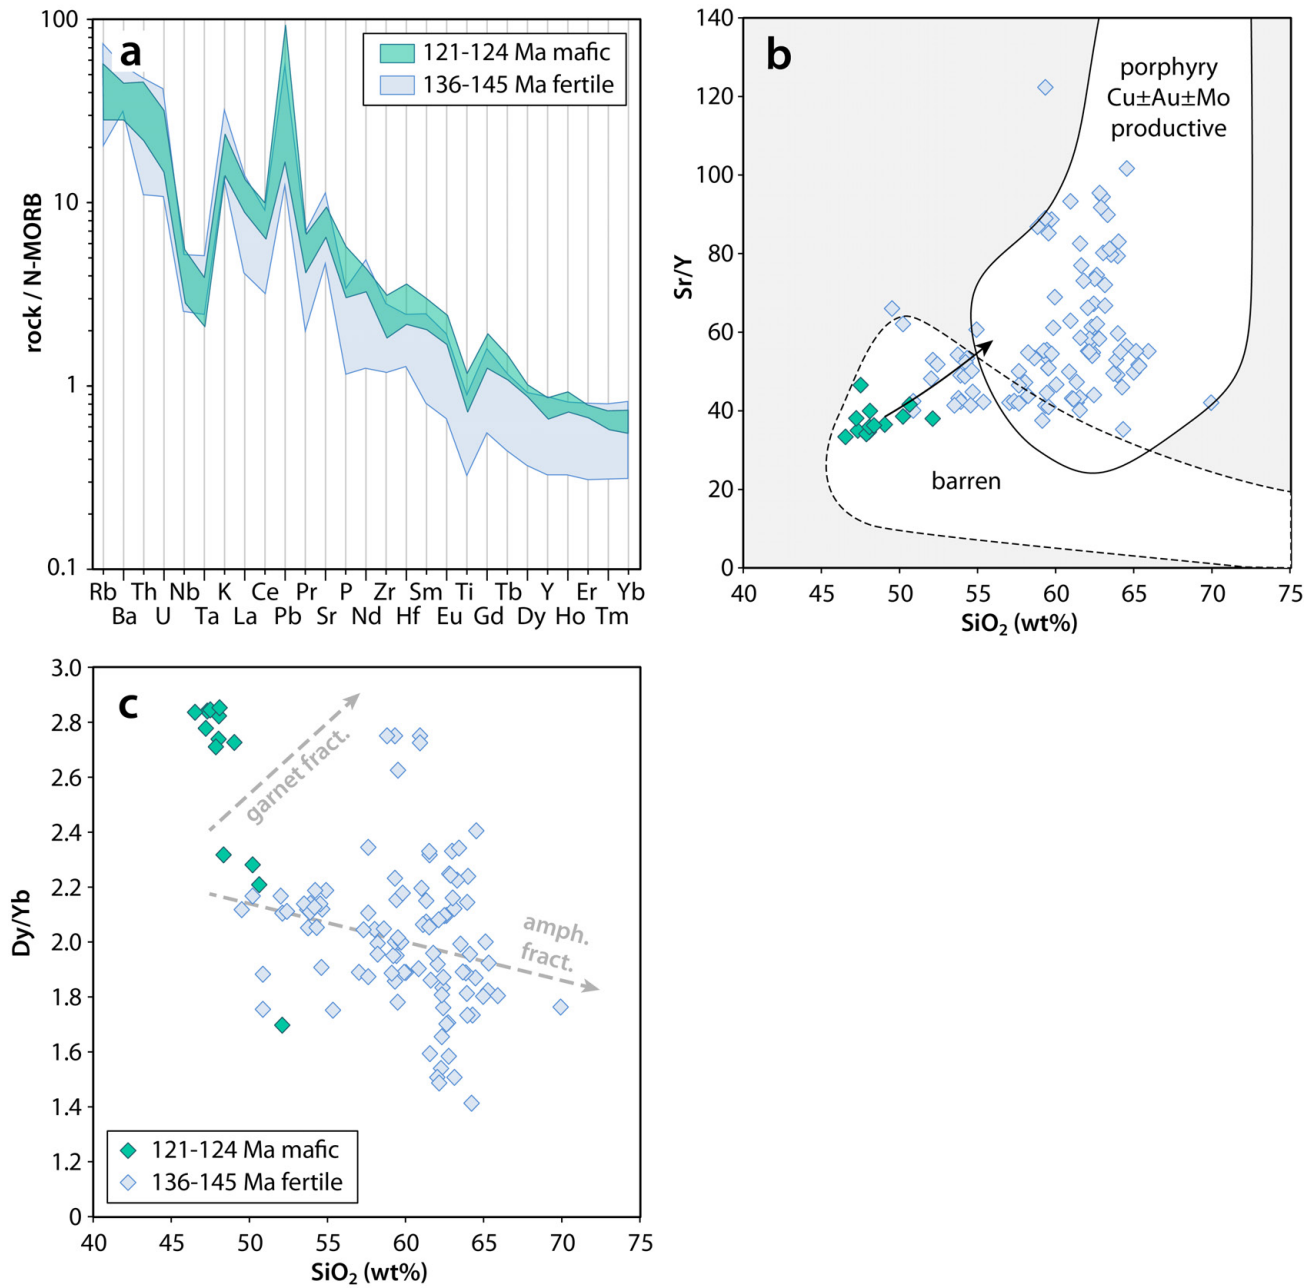 a
121-124 Ma mafic
136-145 Ma fertile
100
10
1
0.1
rock / N-MORB
Rb Th Nb K Ce Pr P Zr Sm Ti Tb Y Er Yb
Ba U Ta La Pb Sr Nd Hf Eu Gd Dy Ho Tm
b
porphyry
Cu±Au±Mo
productive
barren
140
120
100
80
60
40
20
0
Sr/Y
40 45 50 55 60 65 70 75
SiO₂ (wt%)
c
garnet fract.
amph.
fract.
3.0
2.8
2.6
2.4
2.2
2.0
1.8
1.6
1.4
1.2
0
Dy/Yb
121-124 Ma mafic
136-145 Ma fertile
40 45 50 55 60 65 70 75
SiO₂ (wt%)